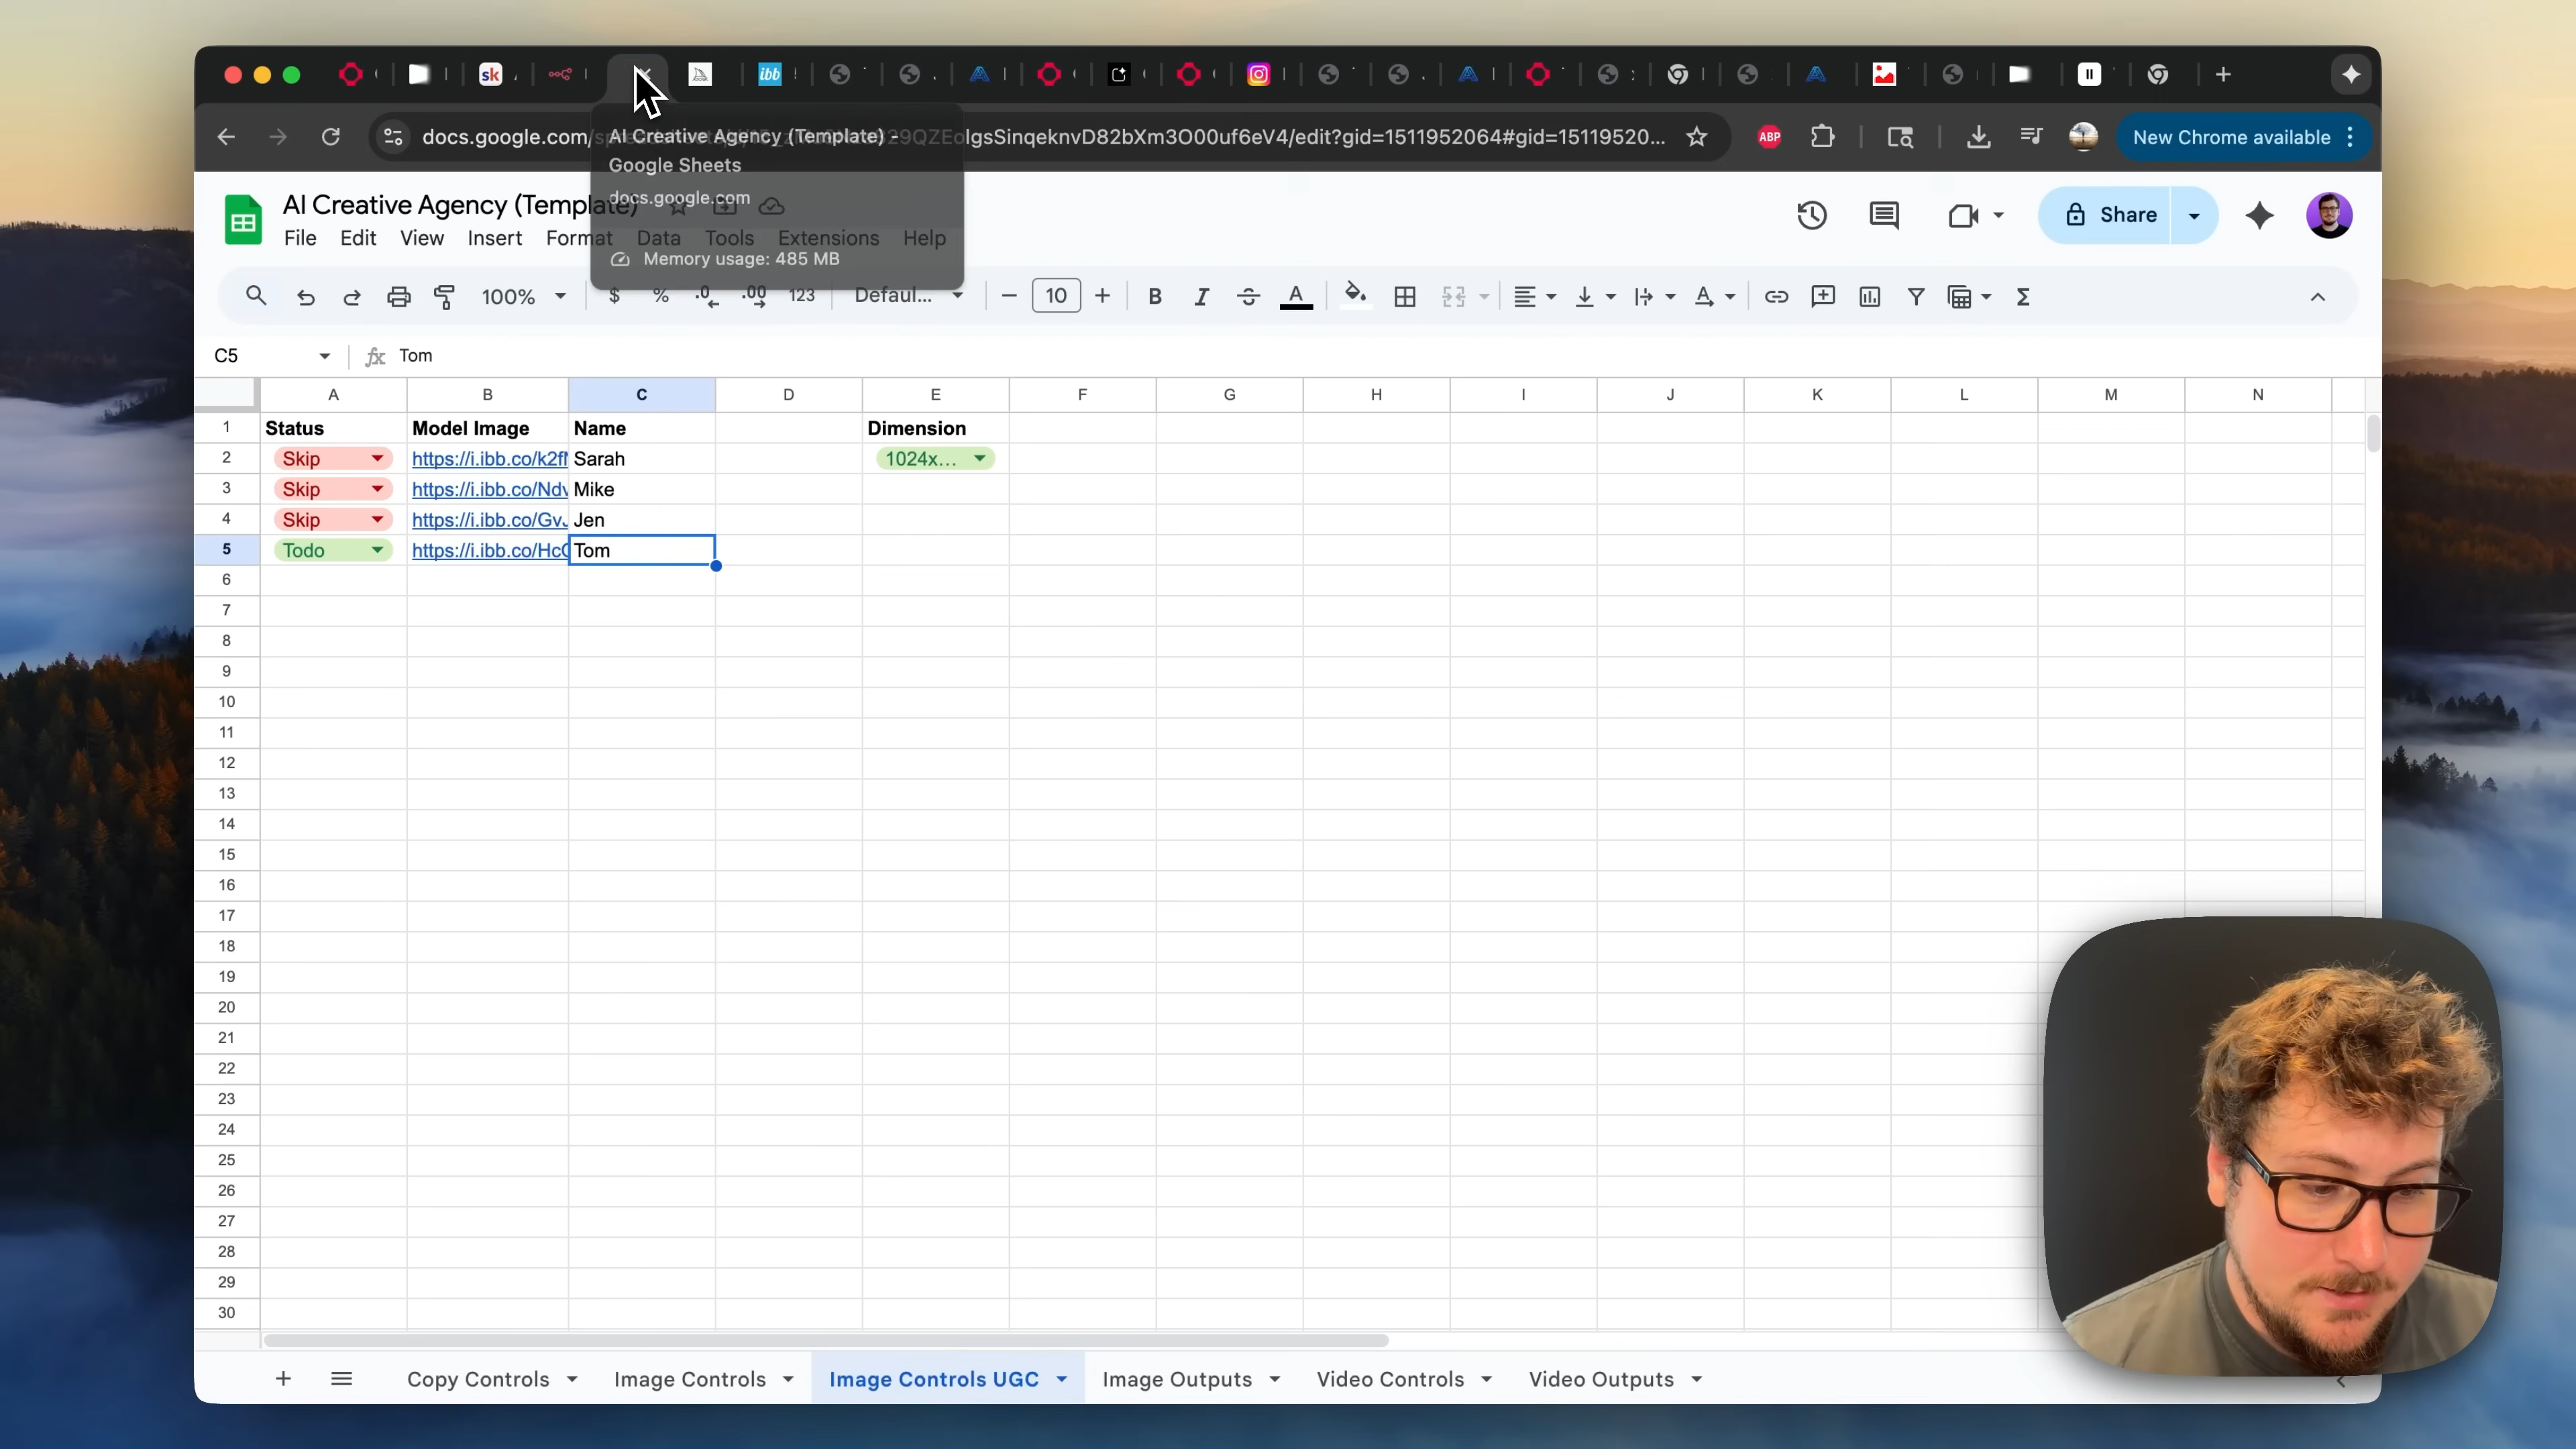 sk
ibb
docs.google.com/
AI Creative Agency (Template) -
Google Sheets
docs.google.com
Memory usage: 485 MB
29QZEolgsSinqeknvD82bXm3O00uf6eV4/edit?gid=1511952064#gid=15119520...
ABP
New Chrome available
AI Creative Agency (Template)
File Edit View Insert Format Data Tools Extensions Help
Share
100% $ % .0 .00 123 Defaul... 10 B I A
C5 fx Tom
A B C D E F G H I J K L M N
1 Status Model Image Name Dimension
2 Skip https://i.ibb.co/k2f Sarah 1024x...
3 Skip https://i.ibb.co/Ndv Mike
4 Skip https://i.ibb.co/Gv Jen
5 Todo https://i.ibb.co/Hc Tom
6
7
8
9
10
11
12
13
14
15
16
17
18
19
20
21
22
23
24
25
26
27
28
29
30
Copy Controls Image Controls Image Controls UGC Image Outputs Video Controls Video Outputs